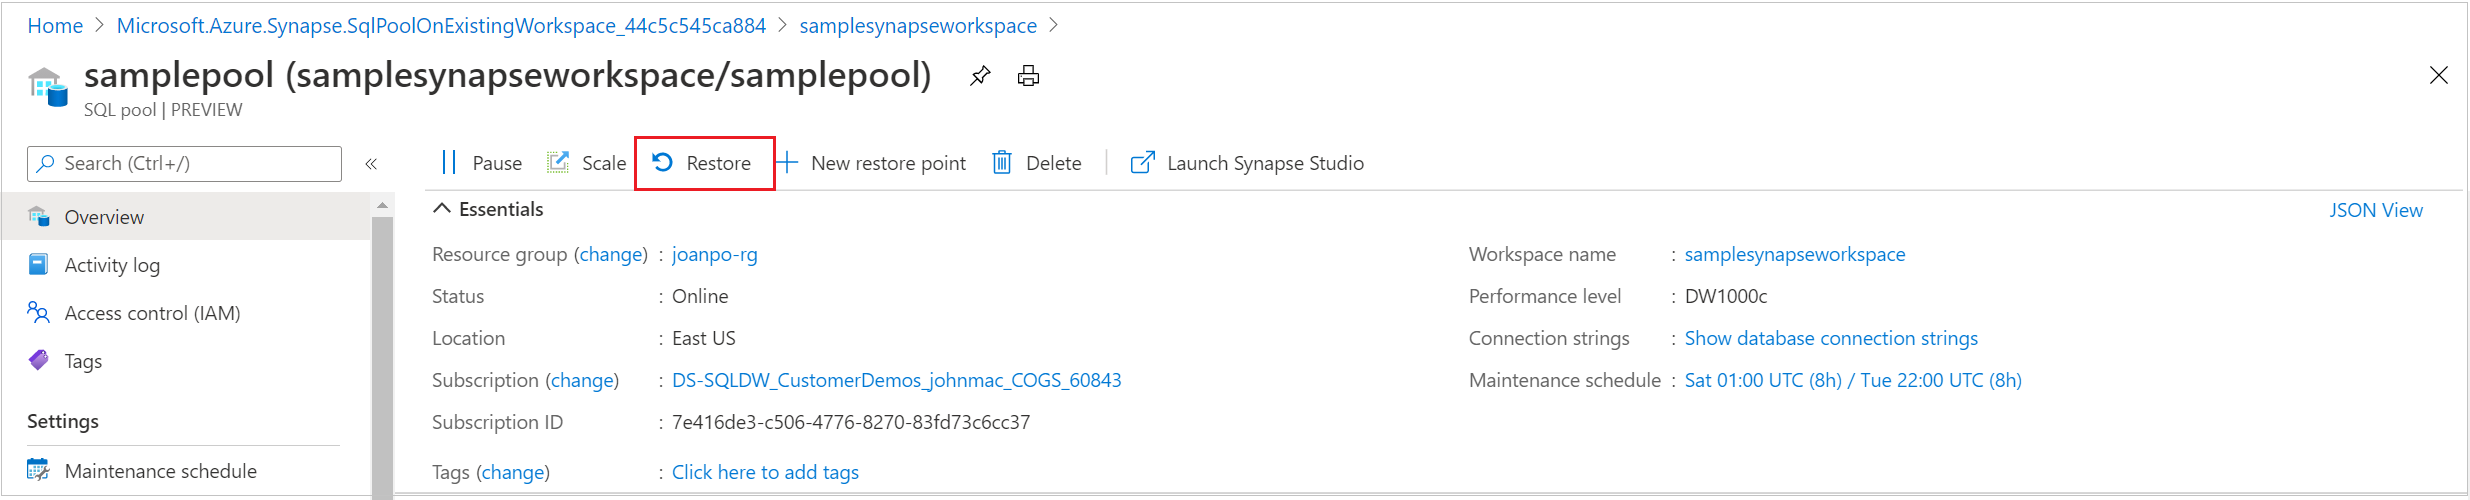 Home > Microsoft.Azure.Synapse.SqlPoolOnExistingWorkspace_44c5c545ca884 > samplesynapseworkspace >
samplepool (samplesynapseworkspace/samplepool)
SQL pool | PREVIEW
Search (Ctrl+/)
«
Pause Scale Restore New restore point Delete Launch Synapse Studio
Overview
Activity log
Access control (IAM)
Tags
Settings
Maintenance schedule
Essentials
JSON View
Resource group (change) : joanpo-rg
Status : Online
Location : East US
Subscription (change) : DS-SQLDW_CustomerDemos_johnmac_COGS_60843
Subscription ID : 7e416de3-c506-4776-8270-83fd73c6cc37
Tags (change) : Click here to add tags
Workspace name : samplesynapseworkspace
Performance level : DW1000c
Connection strings : Show database connection strings
Maintenance schedule : Sat 01:00 UTC (8h) / Tue 22:00 UTC (8h)